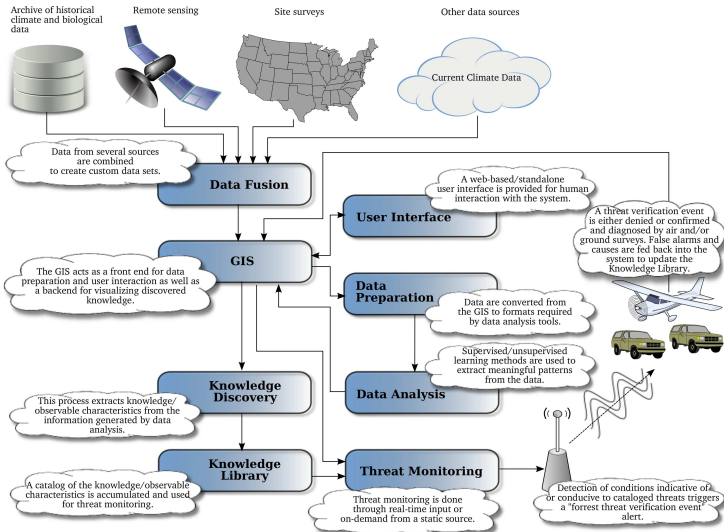 Archive of historical
climate and biological
data
Remote sensing
Site surveys
Other data sources
Current Climate Data
Data from several sources
are combined
to create custom data sets.
Data Fusion
A web-based/standalone
user interface is provided for human
interaction with the system.
User Interface
A threat verification event
is either denied or confirmed
and diagnosed by air and/or
ground surveys. False alarms and
causes are fed back into the
system to update the
Knowledge Library.
GIS
The GIS acts as a front end for data
preparation and user interaction as well as
a backend for visualizing discovered
knowledge.
Data
Preparation
Data are converted from
the GIS to formats required
by data analysis tools.
Supervised/unsupervised
learning methods are used to
extract meaningful patterns
from the data.
Knowledge
Discovery
Data Analysis
This process extracts knowledge/
observable characteristics from the
information generated by data
analysis.
Knowledge
Library
Threat Monitoring
A catalog of the knowledge/observable
characteristics is accumulated and used
for threat monitoring.
Threat monitoring is done
through real-time input or
on-demand from a static source.
Detection of conditions indicative of
or conducive to cataloged threats triggers
a "forrest threat verification event"
alert.